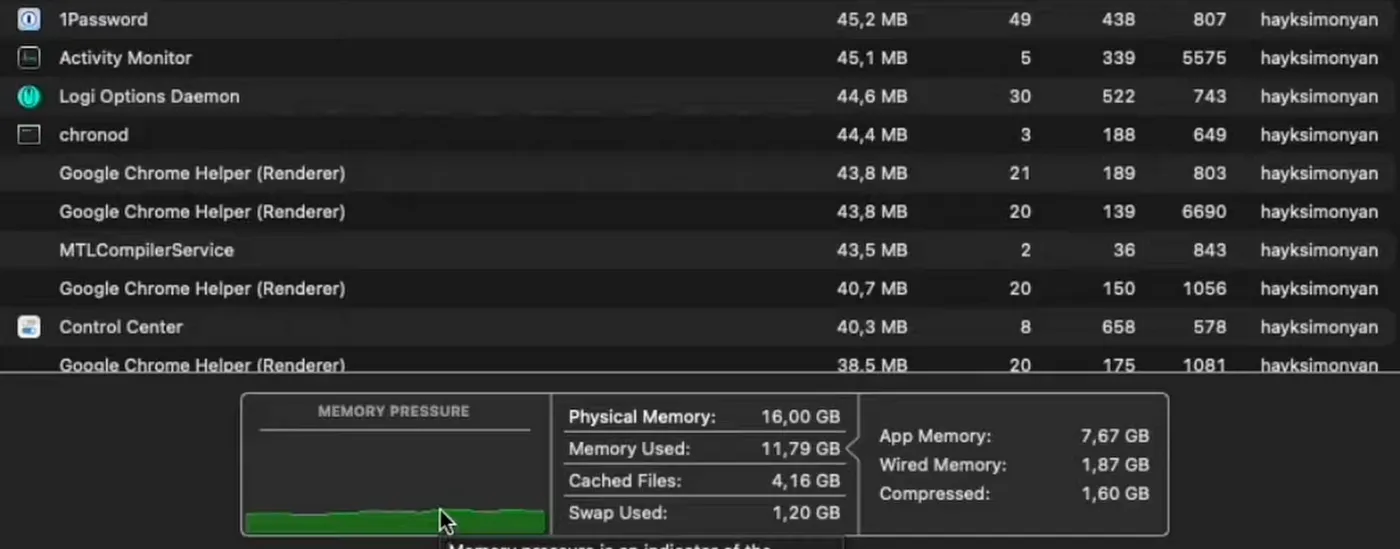 1Password 45,2 MB 49 438 807 hayksimonyan
Activity Monitor 45,1 MB 5 339 5575 hayksimonyan
Logi Options Daemon 44,6 MB 30 522 743 hayksimonyan
chronod 44,4 MB 3 188 649 hayksimonyan
Google Chrome Helper (Renderer) 43,8 MB 21 189 803 hayksimonyan
Google Chrome Helper (Renderer) 43,8 MB 20 139 6690 hayksimonyan
MTLCompilerService 43,5 MB 2 36 843 hayksimonyan
Google Chrome Helper (Renderer) 40,7 MB 20 150 1056 hayksimonyan
Control Center 40,3 MB 8 658 578 hayksimonyan
Google Chrome Helper (Renderer) 38,5 MB 20 175 1081 hayksimonyan
MEMORY PRESSURE
Physical Memory: 16,00 GB
Memory Used: 11,79 GB
Cached Files: 4,16 GB
Swap Used: 1,20 GB
App Memory: 7,67 GB
Wired Memory: 1,87 GB
Compressed: 1,60 GB
Memory pressure is an indicator of the